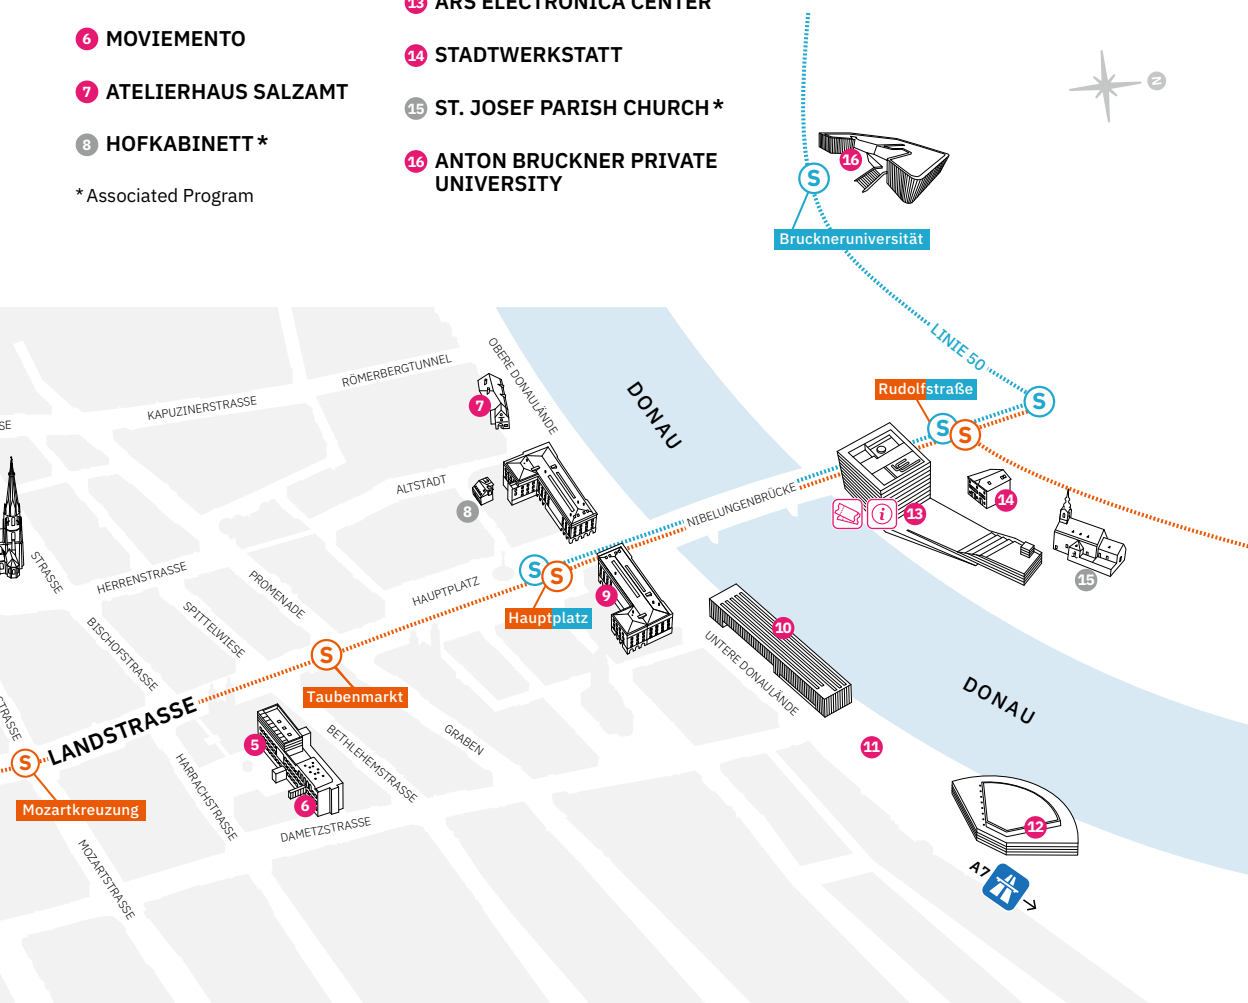 6 MOVIEMENTO
7 ATELIERHAUS SALZAMT
8 HOFKABINETT*
*Associated Program
13 ARS ELECTRONICA CENTER
14 STADTWERKSTATT
15 ST. JOSEF PARISH CHURCH*
16 ANTON BRUCKNER PRIVATE
UNIVERSITY
N
16
S
Bruckneruniversität
LINIE 50
Rudolfstraße
S
S
S
OBERE DONAULÄNDE
DONAU
RÖMERBERGTUNNEL
KAPUZINERSTRASSE
SE
7
ALTSTADT
8
NIBELUNGENBRÜCKE
i
13
14
15
STRASSE
HERRENSTRASSE
PROMENADE
SPITTELWIESE
HAUPTPLATZ
S
S
Hauptplatz
9
10
UNTERE DONAULÄNDE
BISCHOFSTRASSE
S
Taubenmarkt
LANDSTRASSE
STRASSE
S
Mozartkreuzung
5
6
HARRACHSTRASSE
BETHLEHEMSTRASSE
GRABEN
DAMETZSTRASSE
MOZARTSTRASSE
DONAU
11
12
A7